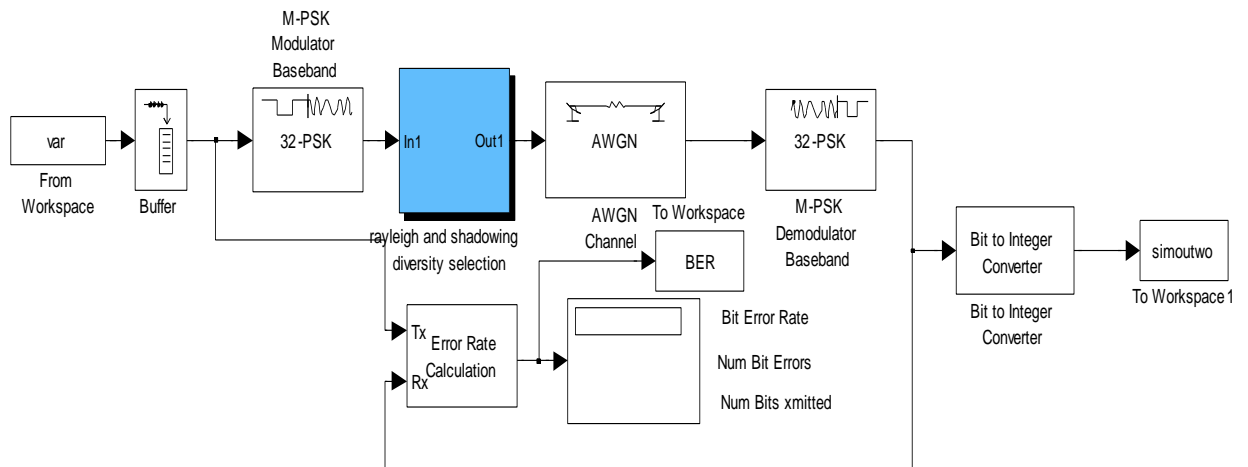 var
From
Workspace
Buffer
M-PSK
Modulator
Baseband
32-PSK
In1
Out1
rayleigh and shadowing
diversity selection
AWGN
AWGN
Channel
32-PSK
M-PSK
Demodulator
Baseband
To Workspace
BER
Tx
Rx
Error Rate
Calculation
Bit Error Rate
Num Bit Errors
Num Bits xmitted
Bit to Integer
Converter
Bit to Integer
Converter
simoutwo
To Workspace1